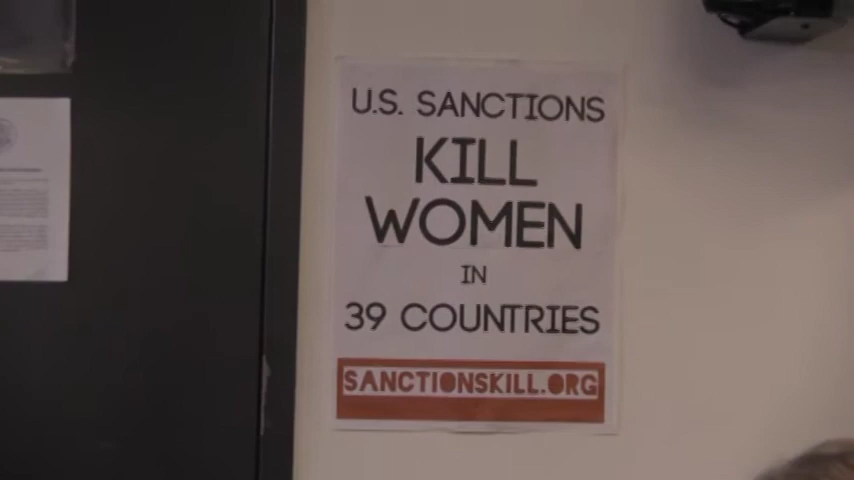 U.S. SANCTIONS
KILL
WOMEN
IN
39 COUNTRIES
SANCTIONSKILL.ORG